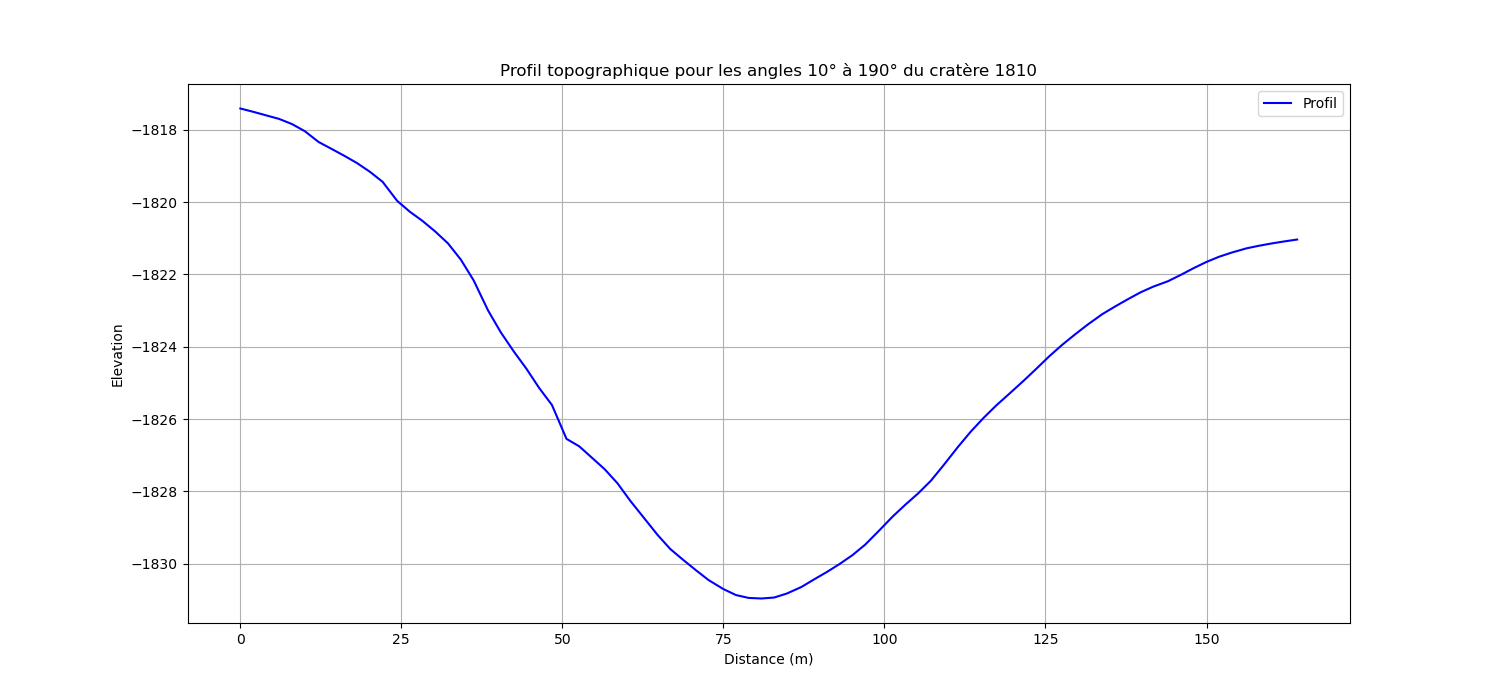 Profil topographique pour les angles 10° à 190° du cratère 1810
Profil
−1818
−1820
−1822
−1824
−1826
−1828
−1830
Elevation
0 25 50 75 100 125 150
Distance (m)